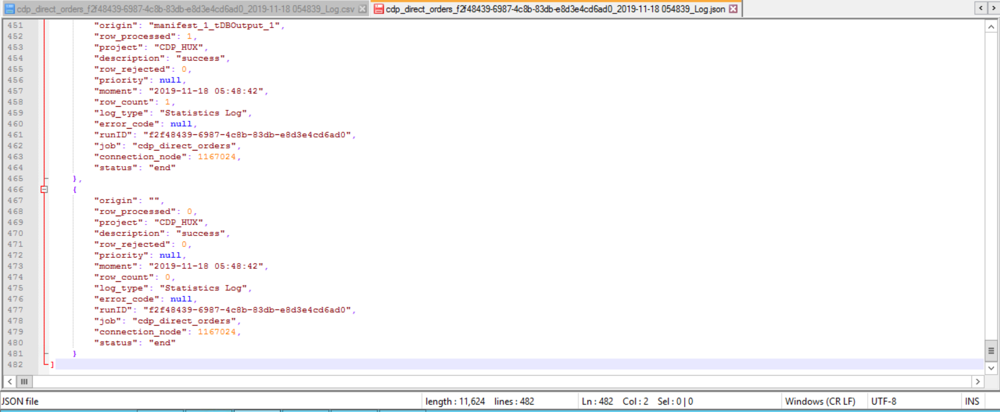 cdp_direct_orders_f2f48439-6987-4c8b-83db-e8d3e4cd6ad0_2019-11-18 054839_Log.csv cdp_direct_orders_f2f48439-6987-4c8b-83db-e8d3e4cd6ad0_2019-11-18 054839_Log.json
451 "origin": "manifest_1_tDBOutput_1",
452 "row_processed": 1,
453 "project": "CDP_HUX",
454 "description": "success",
455 "row_rejected": 0,
456 "priority": null,
457 "moment": "2019-11-18 05:48:42",
458 "row_count": 1,
459 "log_type": "Statistics Log",
460 "error_code": null,
461 "runID": "f2f48439-6987-4c8b-83db-e8d3e4cd6ad0",
462 "job": "cdp_direct_orders",
463 "connection_node": 1167024,
464 "status": "end"
465 },
466 {
467 "origin": "",
468 "row_processed": 0,
469 "project": "CDP_HUX",
470 "description": "success",
471 "row_rejected": 0,
472 "priority": null,
473 "moment": "2019-11-18 05:48:42",
474 "row_count": 0,
475 "log_type": "Statistics Log",
476 "error_code": null,
477 "runID": "f2f48439-6987-4c8b-83db-e8d3e4cd6ad0",
478 "job": "cdp_direct_orders",
479 "connection_node": 1167024,
480 "status": "end"
481 }
482 ]
JSON file length : 11,624 lines : 482 Ln : 482 Col : 2 Sel : 0 | 0 Windows (CR LF) UTF-8 INS